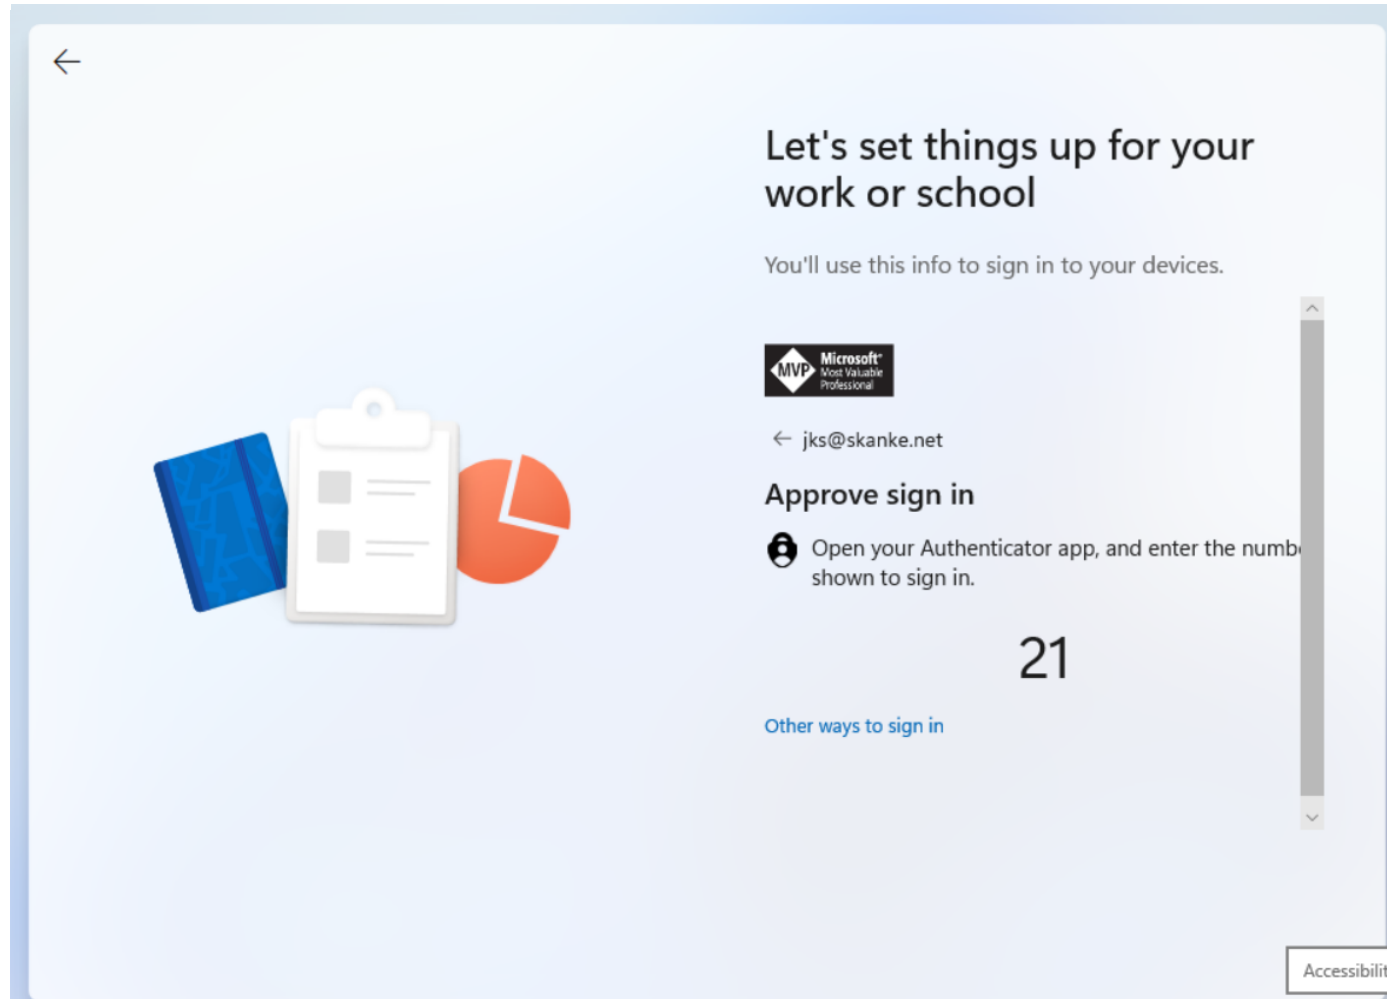 Let's set things up for your
work or school
You'll use this info to sign in to your devices.
MVP
Microsoft®
Most Valuable
Professional
← jks@skanke.net
Approve sign in
Open your Authenticator app, and enter the numb
shown to sign in.
21
Other ways to sign in
Accessibilit